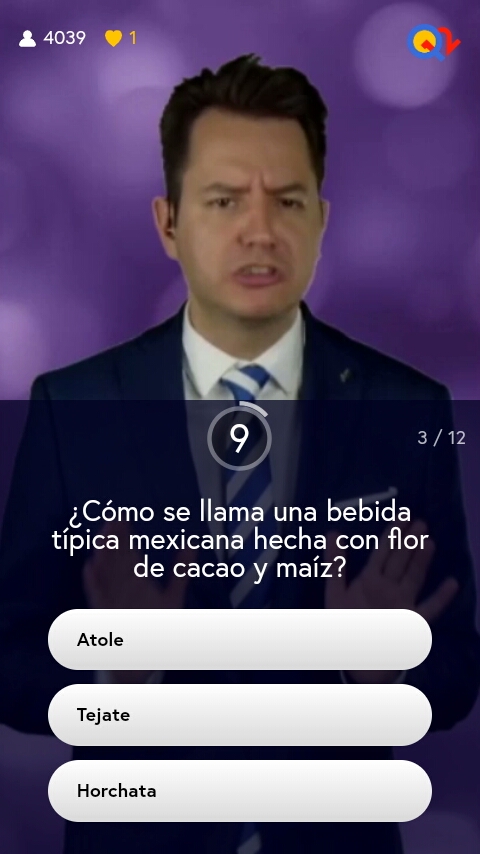 4039 1
9
3 / 12
¿Cómo se llama una bebida
típica mexicana hecha con flor
de cacao y maíz?
Atole
Tejate
Horchata